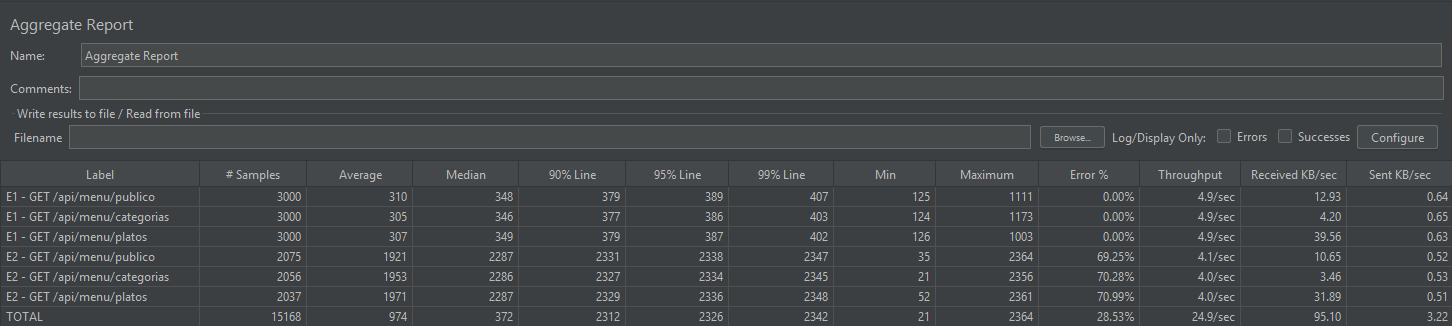 Aggregate Report
Name: Aggregate Report
Comments:
Write results to file / Read from file
Filename Browse... Log/Display Only: Errors Successes Configure
Label # Samples Average Median 90% Line 95% Line 99% Line Min Maximum Error % Throughput Received KB/sec Sent KB/sec
E1 - GET /api/menu/publico 3000 310 348 379 389 407 125 1111 0.00% 4.9/sec 12.93 0.64
E1 - GET /api/menu/categorias 3000 305 346 377 386 403 124 1173 0.00% 4.9/sec 4.20 0.65
E1 - GET /api/menu/platos 3000 307 349 379 387 402 126 1003 0.00% 4.9/sec 39.56 0.63
E2 - GET /api/menu/publico 2075 1921 2287 2331 2338 2347 35 2364 69.25% 4.1/sec 10.65 0.52
E2 - GET /api/menu/categorias 2056 1953 2286 2327 2334 2345 21 2356 70.28% 4.0/sec 3.46 0.53
E2 - GET /api/menu/platos 2037 1971 2287 2329 2336 2348 52 2361 70.99% 4.0/sec 31.89 0.51
TOTAL 15168 974 372 2312 2326 2342 21 2364 28.53% 24.9/sec 95.10 3.22